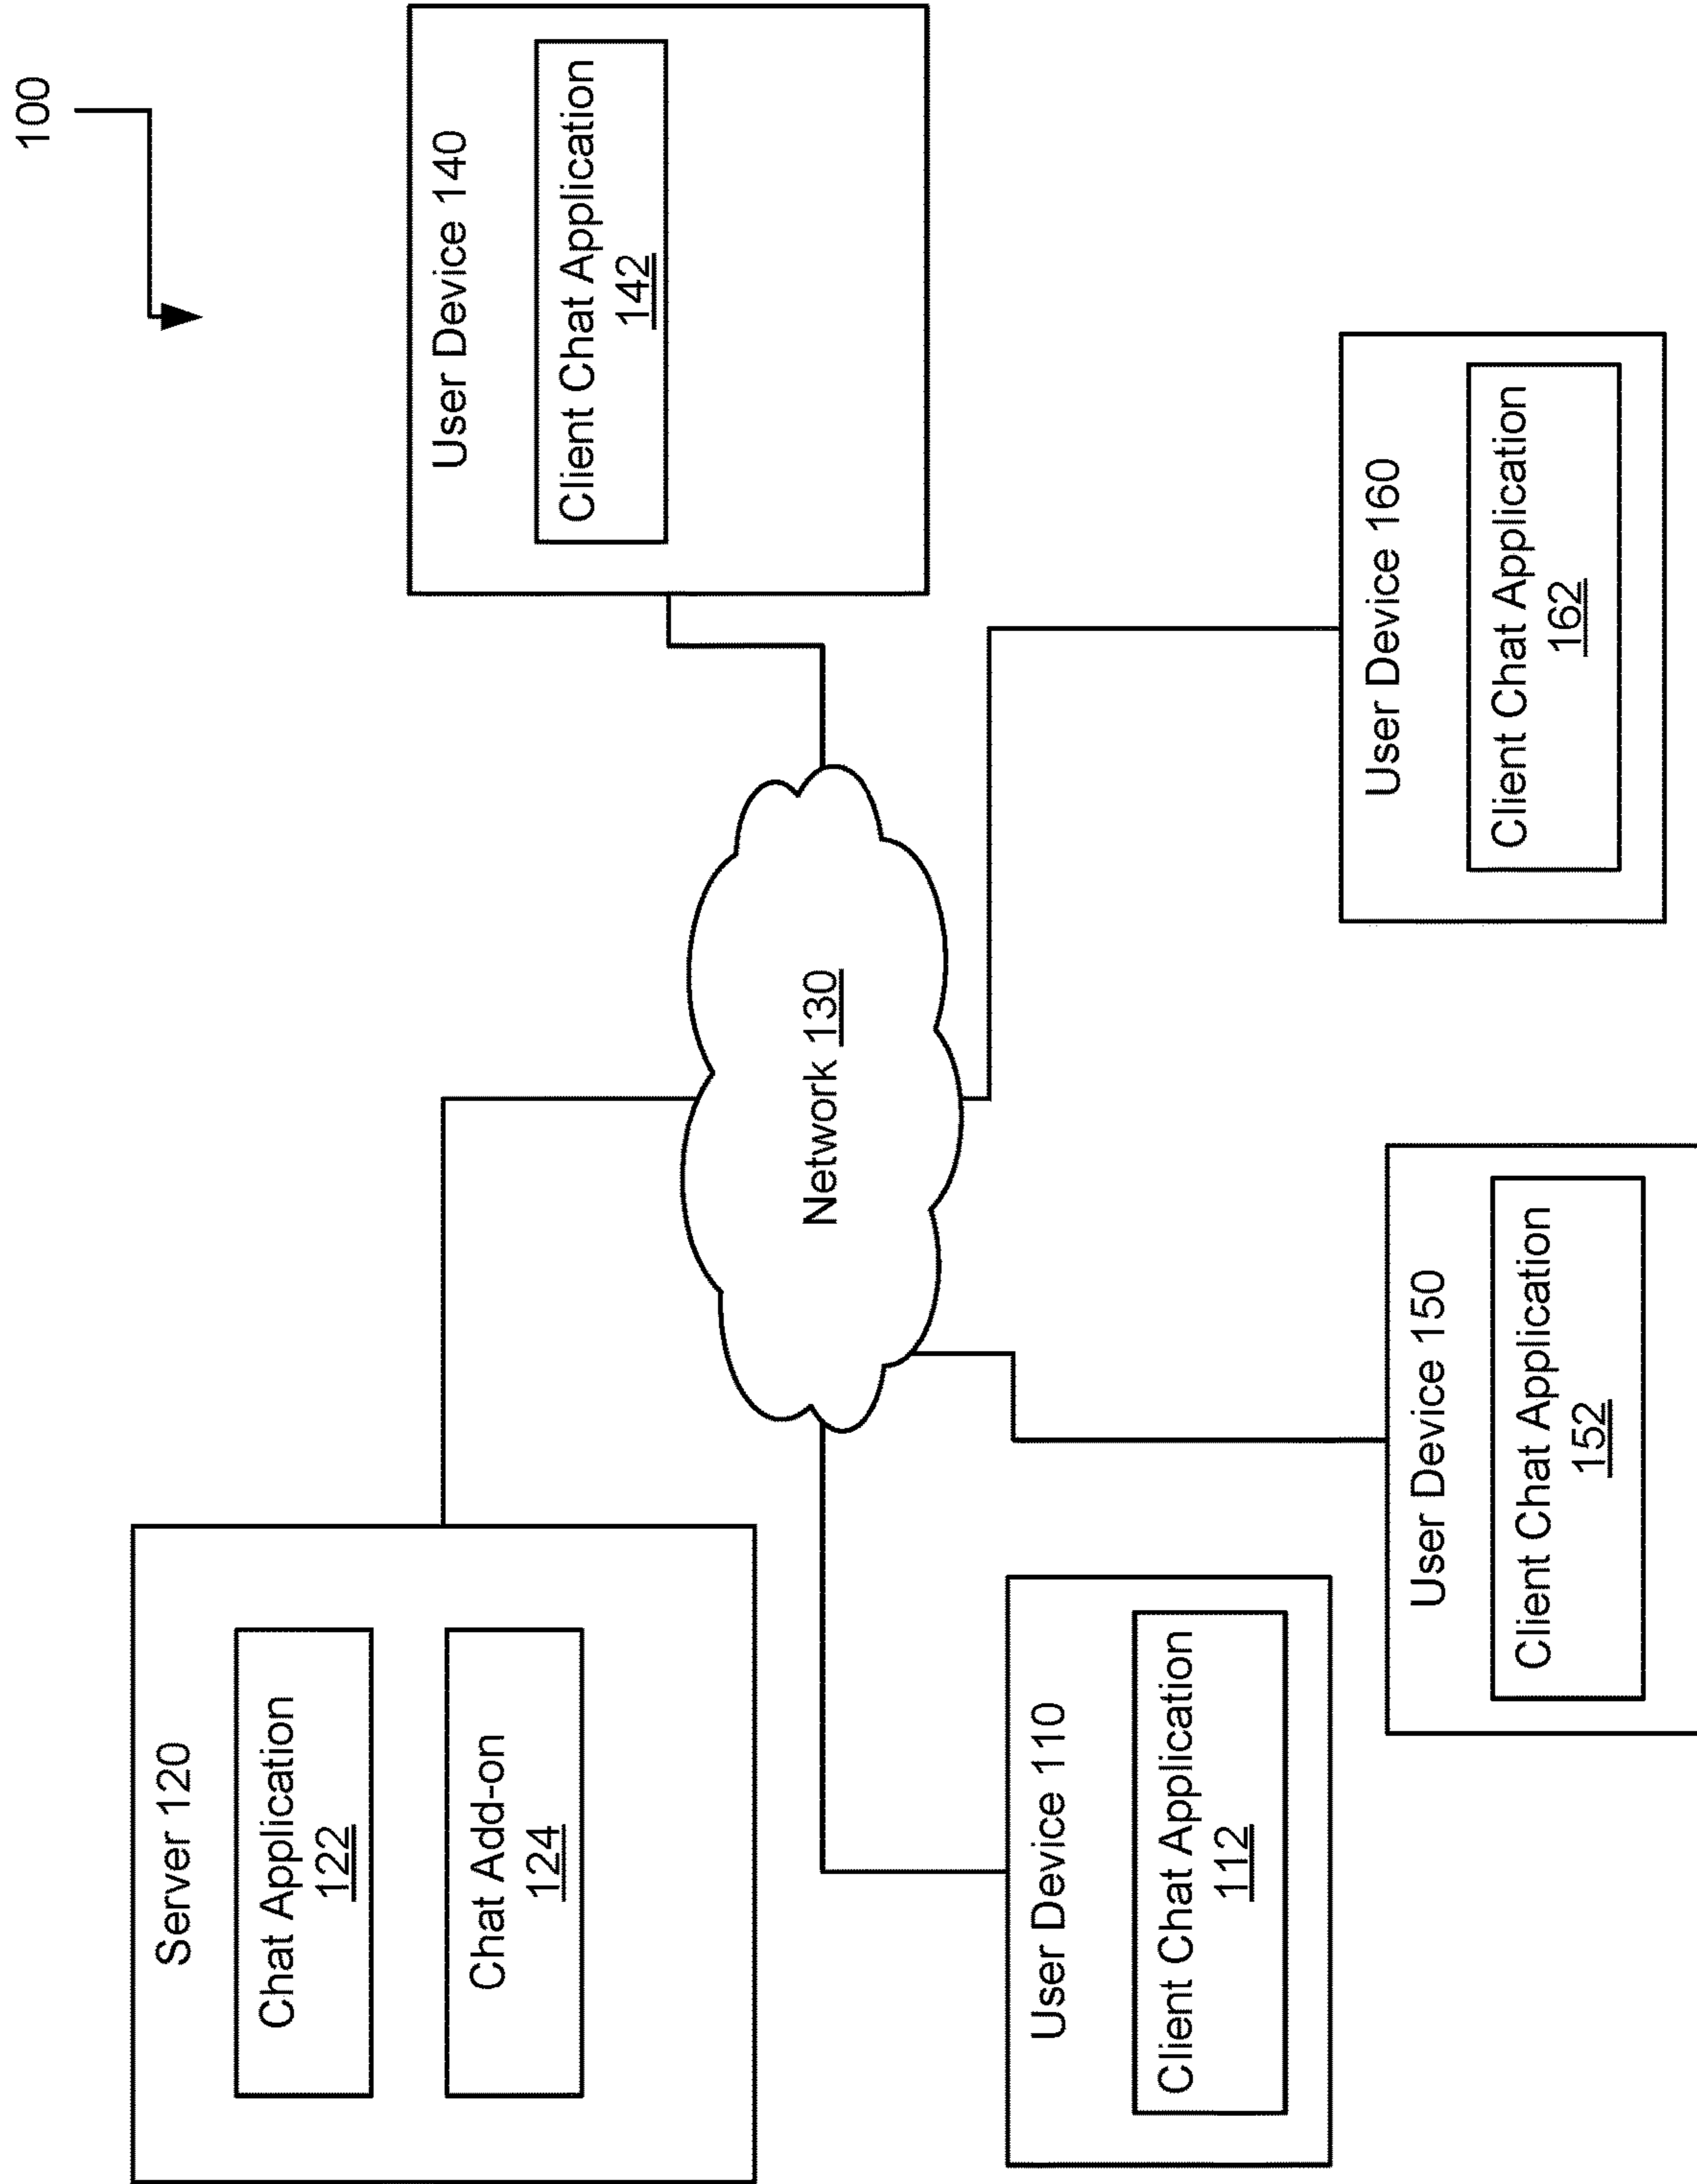 100
Server 120
Chat Application
122
Chat Add-on
124
User Device 140
Client Chat Application
142
Network 130
User Device 110
Client Chat Application
112
User Device 150
Client Chat Application
152
User Device 160
Client Chat Application
162